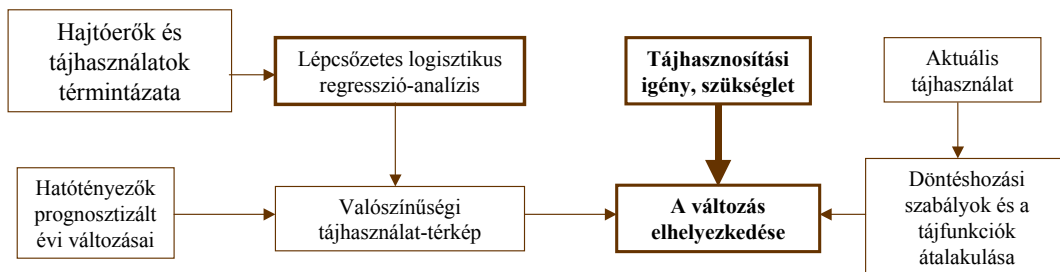 Hajtóerők és
tájhasználatok
términtázata
Lépcsőzetes logisztikus
regresszió-analízis
Tájhasznosítási
igény, szükséglet
Aktuális
tájhasználat
Hatótényezők
prognosztizált
évi változásai
Valószínűségi
tájhasználat-térkép
A változás
elhelyezkedése
Döntéshozási
szabályok és a
tájfunkciók
átalakulása